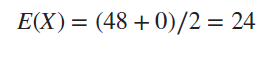 E(X) = (48 + 0)/2 = 24